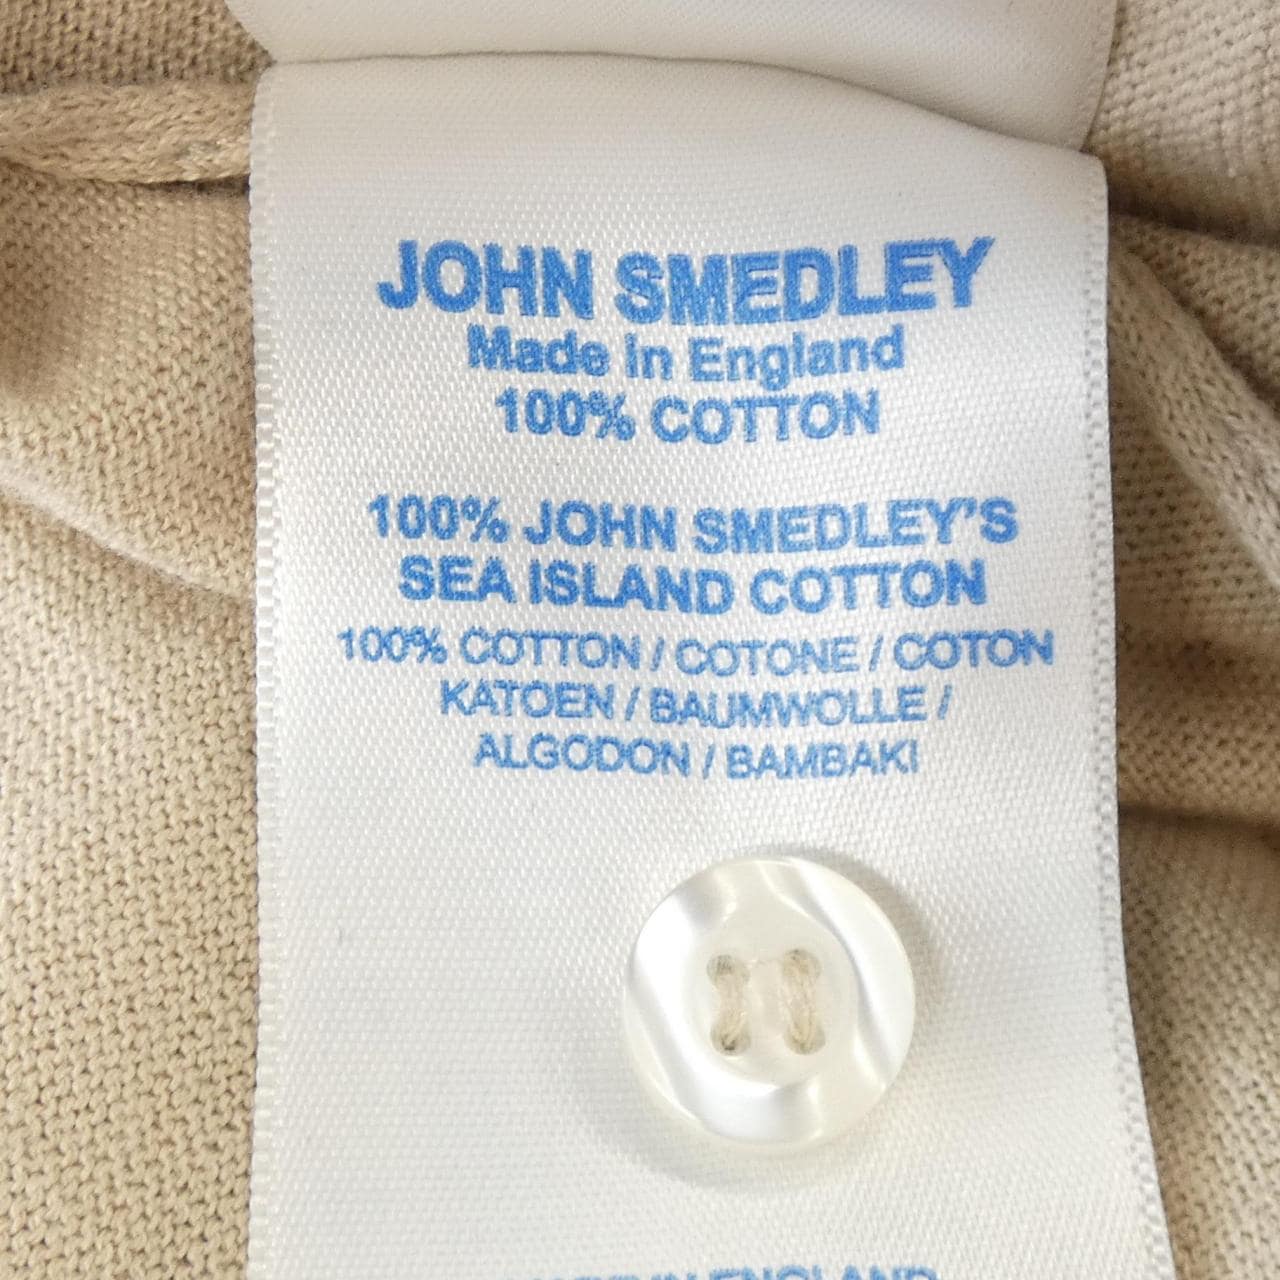 JOHN SMEDLEY
Made in England
100% COTTON
100% JOHN SMEDLEY'S
SEA ISLAND COTTON
100% COTTON / COTONE / COTON
KATOEN / BAUMWOLLE /
ALGODON / BAMBAKI
ENGLAND